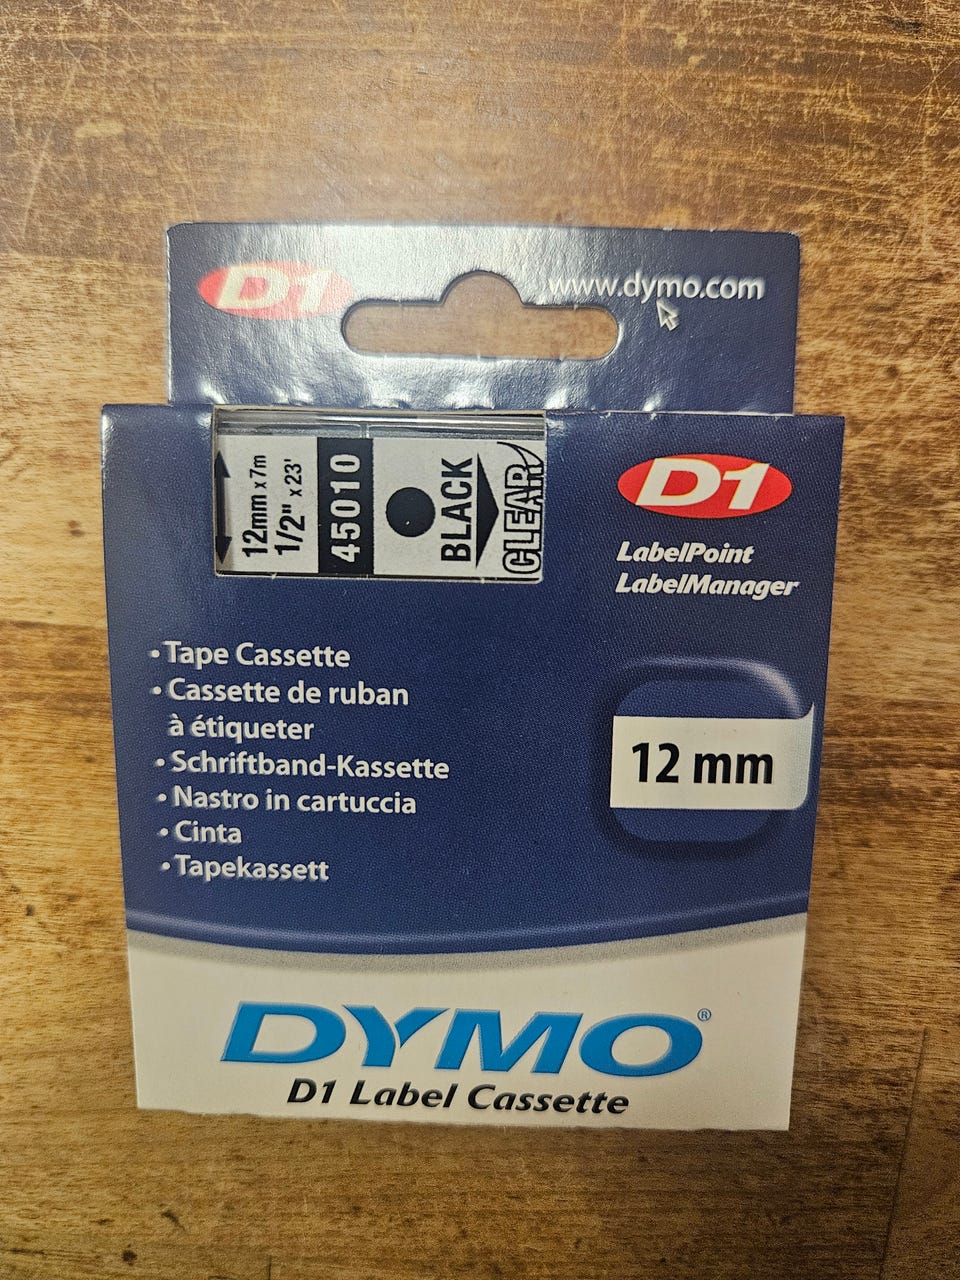 D1
www.dymo.com
12mm x 7m
1/2" x 23'
45010
BLACK
CLEAR
D1
LabelPoint
LabelManager
• Tape Cassette
• Cassette de ruban
à étiqueter
• Schriftband-Kassette
• Nastro in cartuccia
• Cinta
• Tapekassett
12 mm
DYMO®
D1 Label Cassette